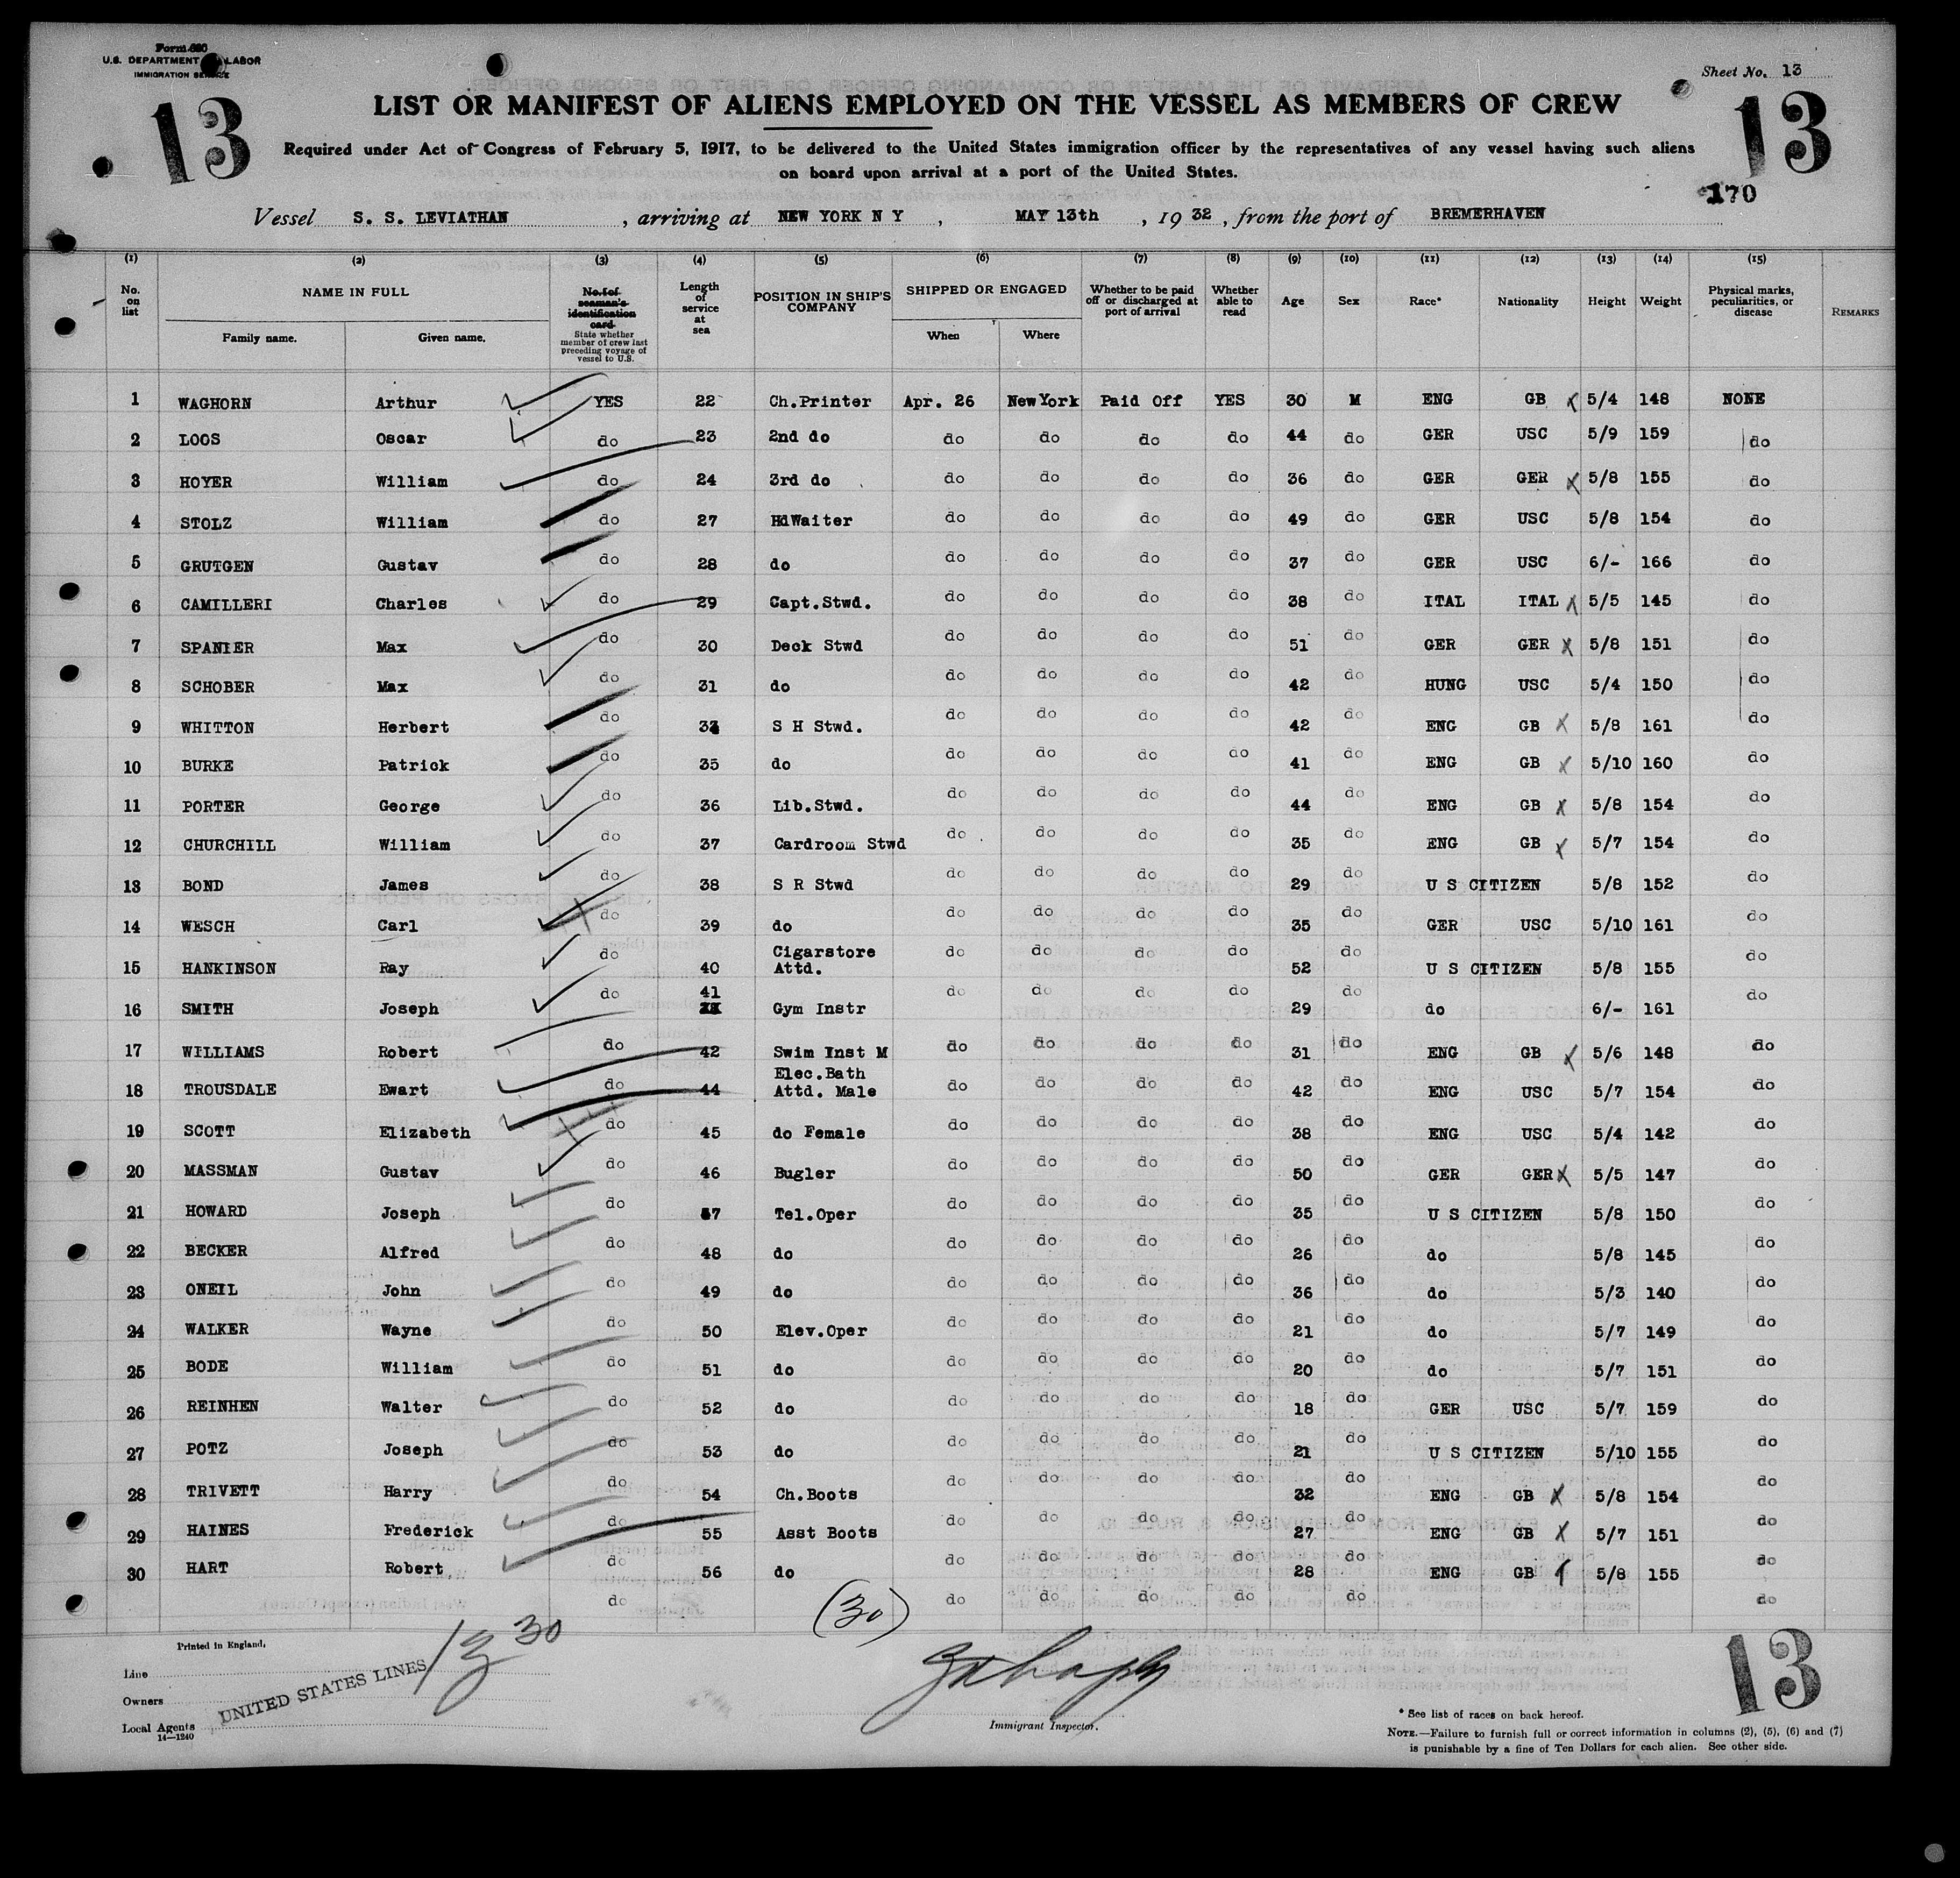 Form 680
U.S. DEPARTMENT LABOR
IMMIGRATION SERVICE
Sheet No. 13
13
13
LIST OR MANIFEST OF ALIENS EMPLOYED ON THE VESSEL AS MEMBERS OF CREW
Required under Act of Congress of February 5, 1917, to be delivered to the United States immigration officer by the representatives of any vessel having such aliens
on board upon arrival at a port of the United States.
170
Vessel S. S. LEVIATHAN, arriving at NEW YORK N Y, MAY 13th, 1932, from the port of BREMERHAVEN
(1) (2) (3) (4) (5) (6) (7) (8) (9) (10) (11) (12) (13) (14) (15)
No. on list NAME IN FULL Family name. Given name. No. of seaman's identification card State whether member of crew last preceding voyage of vessel to U.S. Length of service at sea POSITION IN SHIP'S COMPANY SHIPPED OR ENGAGED When Where Whether to be paid off or discharged at port of arrival Whether able to read Age Sex Race* Nationality Height Weight Physical marks, peculiarities, or disease REMARKS
1 WAGHORN Arthur YES 22 Ch.Printer Apr. 26 NewYork Paid Off YES 30 M ENG GB 5/4 148 NONE
2 LOOS Oscar do 23 2nd do do do do do 44 do GER USC 5/9 159 do
3 HOYER William do 24 3rd do do do do do 36 do GER GER 5/8 155 do
4 STOLZ William do 27 HdWaiter do do do do 49 do GER USC 5/8 154 do
5 GRUTGEN Gustav do 28 do do do do do 37 do GER USC 6/- 166 do
6 CAMILLERI Charles do 29 Capt.Stwd. do do do do 38 do ITAL ITAL 5/5 145 do
7 SPANIER Max do 30 Deck Stwd do do do do 51 do GER GER 5/8 151 do
8 SCHOBER Max do 31 do do do do do 42 do HUNG USC 5/4 150 do
9 WHITTON Herbert do S H Stwd. do do do do 42 do ENG GB 5/8 161 do
10 BURKE Patrick do 35 do do do do do 41 do ENG GB 5/10 160 do
11 PORTER George do 36 Lib.Stwd. do do do do 44 do ENG GB 5/8 154 do
12 CHURCHILL William do 37 Cardroom Stwd do do do do 35 do ENG GB 5/7 154 do
13 BOND James do 38 S R Stwd do do do do 29 do U S CITIZEN 5/8 152 do
14 WESCH Carl do 39 do do do do do 35 do GER USC 5/10 161 do
15 HANKINSON Ray do 40 Cigarstore Attd. do do do do 52 do U S CITIZEN 5/8 155 do
16 SMITH Joseph do 41 Gym Instr do do do do 29 do do 6/- 161 do
17 WILLIAMS Robert do 42 Swim Inst M do do do do 31 do ENG GB 5/6 148 do
18 TROUSDALE Ewart do 44 Elec.Bath Attd. Male do do do do 42 do ENG USC 5/7 154 do
19 SCOTT Elizabeth do 45 do Female do do do do 38 do ENG USC 5/4 142 do
20 MASSMAN Gustav do 46 Bugler do do do do 50 do GER GER 5/5 147 do
21 HOWARD Joseph do 47 Tel.Oper do do do do 35 do U S CITIZEN 5/8 150 do
22 BECKER Alfred do 48 do do do do do 26 do do 5/8 145 do
23 ONEIL John do 49 do do do do do 36 do do 5/3 140 do
24 WALKER Wayne do 50 Elev.Oper do do do do 21 do do 5/7 149 do
25 BODE William do 51 do do do do do 20 do do 5/7 151 do
26 REINHEN Walter do 52 do do do do do 18 do GER USC 5/7 159 do
27 POTZ Joseph do 53 do do do do do 21 do U S CITIZEN 5/10 155 do
28 TRIVETT Harry do 54 Ch.Boots do do do do 32 do ENG GB 5/8 154 do
29 HAINES Frederick do 55 Asst Boots do do do do 27 do ENG GB 5/7 151 do
30 HART Robert do 56 do do do do do 28 do ENG GB 5/8 155 do
do do do do do do do
(30)
30
Printed in England.
Line
Owners UNITED STATES LINES
Local Agents
14—1240
Immigrant Inspector.
13
* See list of races on back hereof.
NOTE.—Failure to furnish full or correct information in columns (2), (5), (6) and (7)
is punishable by a fine of Ten Dollars for each alien. See other side.